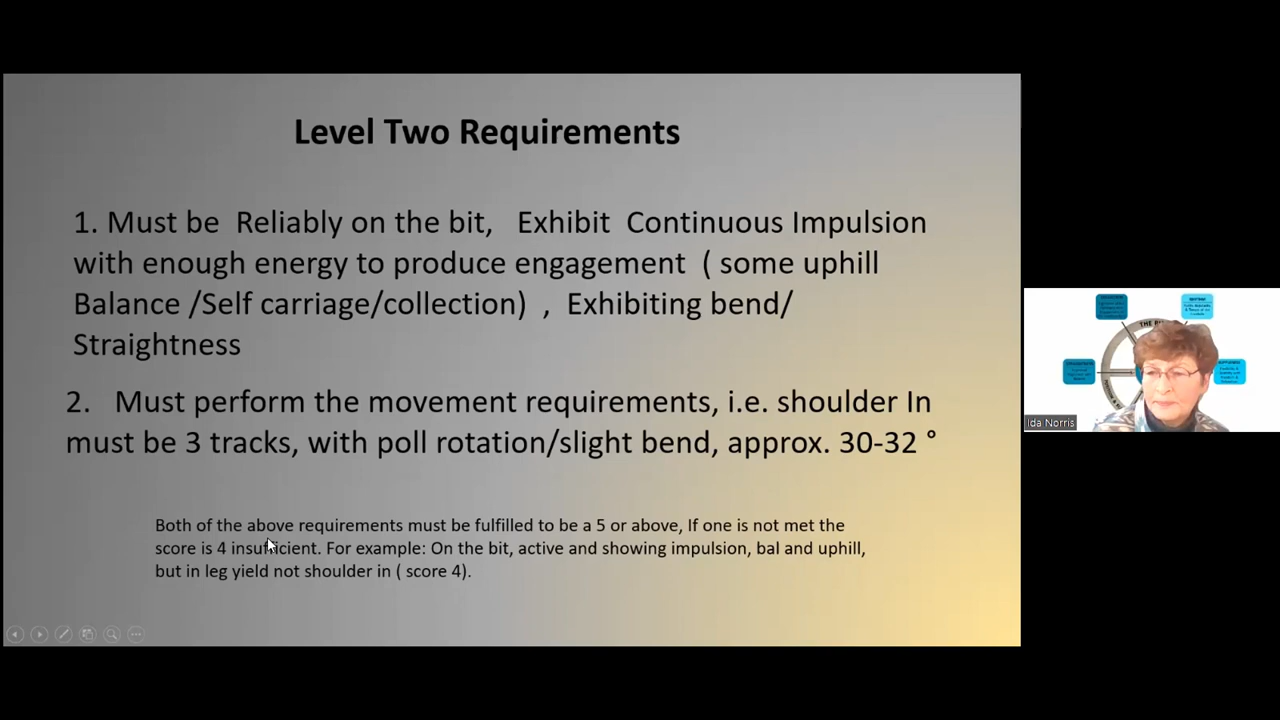 Level Two Requirements
1. Must be Reliably on the bit, Exhibit Continuous Impulsion
with enough energy to produce engagement ( some uphill
Balance /Self carriage/collection) , Exhibiting bend/
Straightness
2. Must perform the movement requirements, i.e. shoulder In
must be 3 tracks, with poll rotation/slight bend, approx. 30-32 °
Both of the above requirements must be fulfilled to be a 5 or above, If one is not met the
score is 4 insufficient. For example: On the bit, active and showing impulsion, bal and uphill,
but in leg yield not shoulder in ( score 4).
Ida Norris